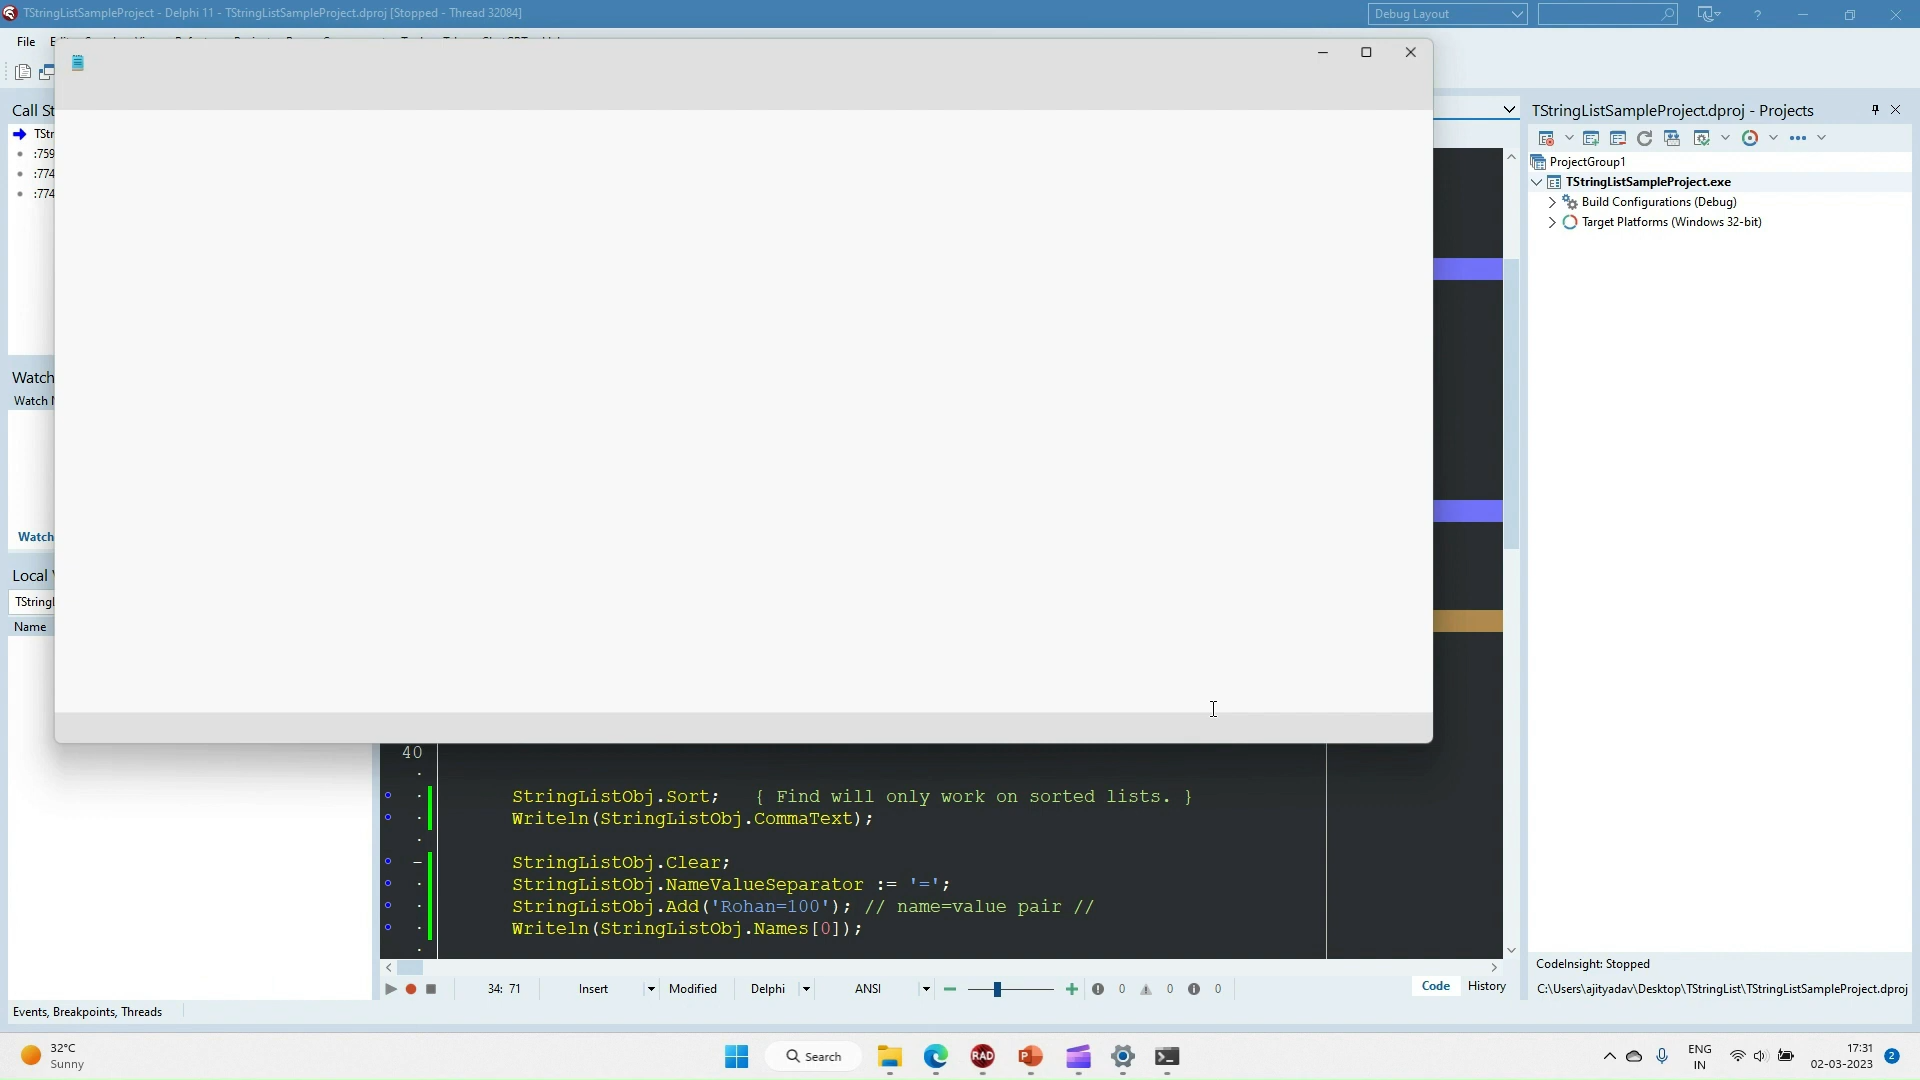 TStringListSampleProject - Delphi 11 - TStringListSampleProject.dproj [Stopped - Thread 32084]
Debug Layout
File
Call St
TStr
:759
:774
:774
Watch
Watch
Local
TStringl
Name
TStringListSampleProject.dproj - Projects
ProjectGroup1
TStringListSampleProject.exe
Build Configurations (Debug)
Target Platforms (Windows 32-bit)
40
StringListObj.Sort;   { Find will only work on sorted lists. }
Writeln(StringListObj.CommaText);
StringListObj.Clear;
StringListObj.NameValueSeparator := '=';
StringListObj.Add('Rohan=100'); // name=value pair //
Writeln(StringListObj.Names[0]);
34: 71 Insert Modified Delphi ANSI 0 0 0 Code History
CodeInsight: Stopped
C:\Users\ajityadav\Desktop\TStringList\TStringListSampleProject.dproj
Events, Breakpoints, Threads
32°C
Sunny
Search
RAD
ENG
IN
17:31
02-03-2023
2